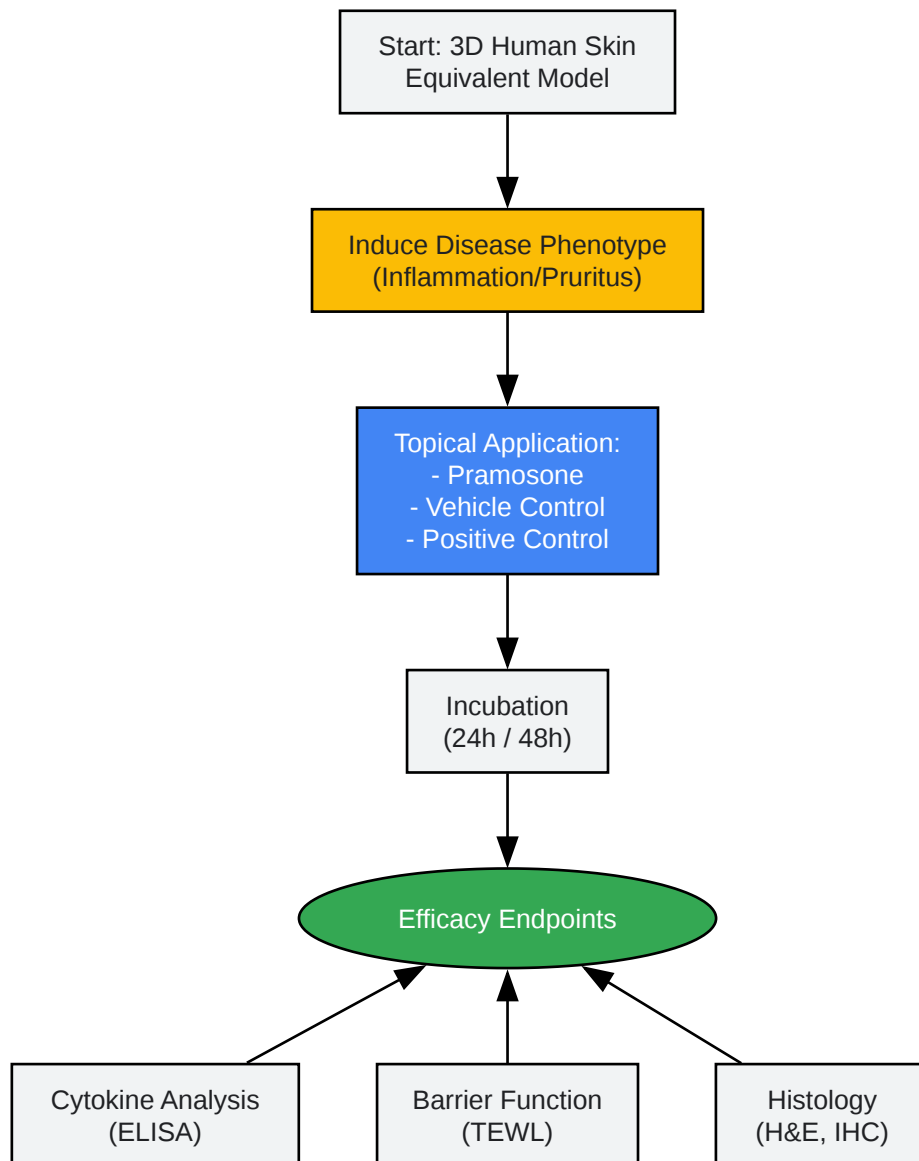 Start: 3D Human Skin
Equivalent Model
Induce Disease Phenotype
(Inflammation/Pruritus)
Topical Application:
- Pramosone
- Vehicle Control
- Positive Control
Incubation
(24h / 48h)
Efficacy Endpoints
Cytokine Analysis
(ELISA)
Barrier Function
(TEWL)
Histology
(H&E, IHC)